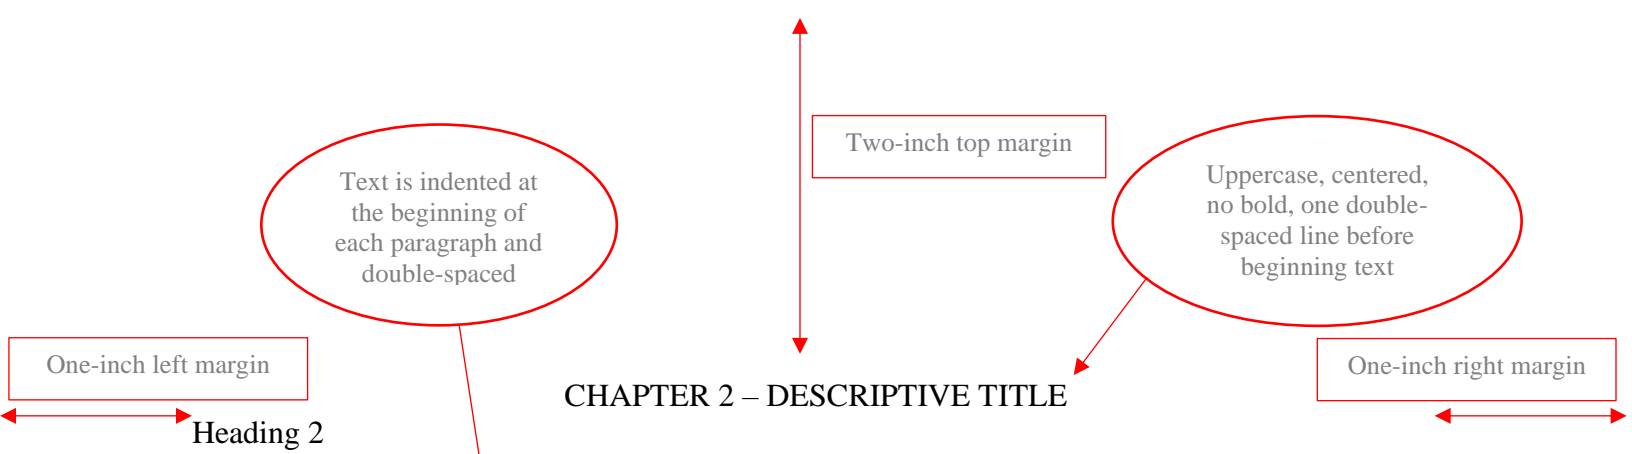 Two-inch top margin
Text is indented at
the beginning of
each paragraph and
double-spaced
Uppercase, centered,
no bold, one double-
spaced line before
beginning text
One-inch left margin
One-inch right margin
CHAPTER 2 – DESCRIPTIVE TITLE
Heading 2